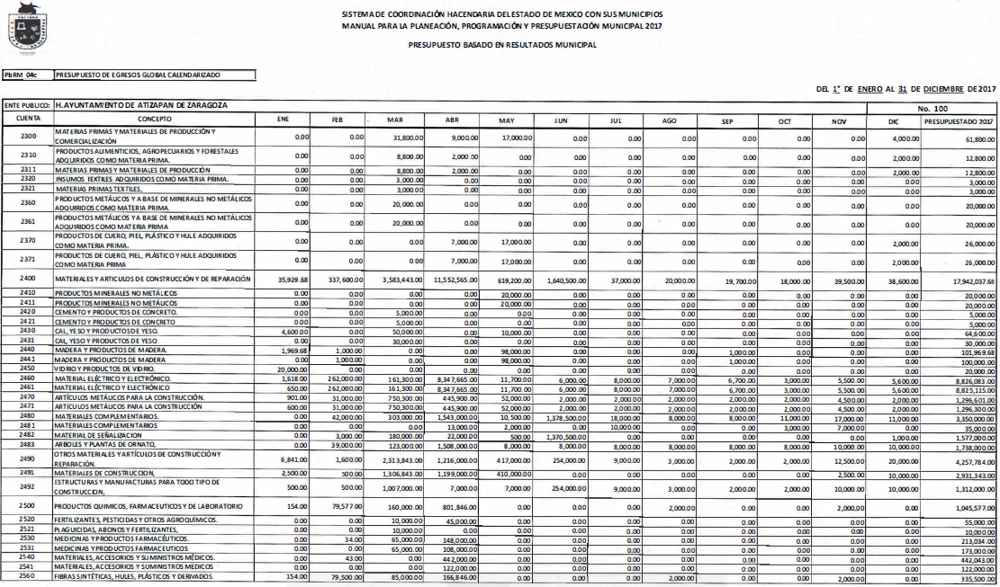 SISTEMA DE COORDINACIÓN HACENDARIA DEL ESTADO DE MEXICO CON SUS MUNICIPIOS
MANUAL PARA LA PLANEACIÓN, PROGRAMACIÓN Y PRESUPUESTACIÓN MUNICIPAL 2017
PRESUPUESTO BASADO EN RESULTADOS MUNICIPAL
PbRM_04c PRESUPUESTO DE EGRESOS GLOBAL CALENDARIZADO
DEL 1° DE ENERO AL 31 DE DICIEMBRE DE 2017
ENTE PUBLICO: H.AYUNTAMIENTO DE ATIZAPAN DE ZARAGOZA No. 100
CUENTA CONCEPTO ENE FEB MAR ABR MAY JUN JUL AGO SEP OCT NOV DIC PRESUPUESTADO 2017
2300 MATERIAS PRIMAS Y MATERIALES DE PRODUCCIÓN Y COMERCIALIZACIÓN 0.00 0.00 31,800.00 9,000.00 17,000.00 0.00 0.00 0.00 0.00 0.00 0.00 4,000.00 61,800.00
2310 PRODUCTOS ALIMENTICIOS, AGROPECUARIOS Y FORESTALES ADQUIRIDOS COMO MATERIA PRIMA. 0.00 0.00 8,800.00 2,000.00 0.00 0.00 0.00 0.00 0.00 0.00 0.00 2,000.00 12,800.00
2311 MATERIAS PRIMAS Y MATERIALES DE PRODUCCIÓN 0.00 0.00 8,800.00 2,000.00 0.00 0.00 0.00 0.00 0.00 0.00 0.00 2,000.00 12,800.00
2320 INSUMOS TEXTILES ADQUIRIDOS COMO MATERIA PRIMA. 0.00 0.00 3,000.00 0.00 0.00 0.00 0.00 0.00 0.00 0.00 0.00 0.00 3,000.00
2321 MATERIAS PRIMAS TEXTILES, 0.00 0.00 3,000.00 0.00 0.00 0.00 0.00 0.00 0.00 0.00 0.00 0.00 3,000.00
2360 PRODUCTOS METÁLICOS Y A BASE DE MINERALES NO METÁLICOS ADQUIRIDOS COMO MATERIA PRIMA. 0.00 0.00 20,000.00 0.00 0.00 0.00 0.00 0.00 0.00 0.00 0.00 0.00 20,000.00
2361 PRODUCTOS METÁLICOS Y A BASE DE MINERALES NO METÁLICOS ADQUIRIDOS COMO MATERIA PRIMA 0.00 0.00 20,000.00 0.00 0.00 0.00 0.00 0.00 0.00 0.00 0.00 0.00 20,000.00
2370 PRODUCTOS DE CUERO, PIEL, PLÁSTICO Y HULE ADQUIRIDOS COMO MATERIA PRIMA. 0.00 0.00 0.00 7,000.00 17,000.00 0.00 0.00 0.00 0.00 0.00 0.00 2,000.00 26,000.00
2371 PRODUCTOS DE CUERO, PIEL, PLÁSTICO Y HULE ADQUIRIDOS COMO MATERIA PRIMA 0.00 0.00 0.00 7,000.00 17,000.00 0.00 0.00 0.00 0.00 0.00 0.00 2,000.00 26,000.00
2400 MATERIALES Y ARTICULOS DE CONSTRUCCIÓN Y DE REPARACIÓN 35,929.68 337,600.00 3,583,443.00 11,552,565.00 619,200.00 1,640,500.00 37,000.00 20,000.00 19,700.00 18,000.00 39,500.00 38,600.00 17,942,037.68
2410 PRODUCTOS MINERALES NO METÁLICOS 0.00 0.00 0.00 0.00 20,000.00 0.00 0.00 0.00 0.00 0.00 0.00 0.00 20,000.00
2411 PRODUCTOS MINERALES NO METALICOS 0.00 0.00 0.00 0.00 20,000.00 0.00 0.00 0.00 0.00 0.00 0.00 0.00 20,000.00
2420 CEMENTO Y PRODUCTOS DE CONCRETO. 0.00 0.00 5,000.00 0.00 0.00 0.00 0.00 0.00 0.00 0.00 0.00 0.00 5,000.00
2421 CEMENTO Y PRODUCTOS DE CONCRETO 0.00 0.00 5,000.00 0.00 0.00 0.00 0.00 0.00 0.00 0.00 0.00 0.00 5,000.00
2430 CAL, YESO Y PRODUCTOS DE YESO. 4,600.00 0.00 50,000.00 0.00 10,000.00 0.00 0.00 0.00 0.00 0.00 0.00 0.00 64,600.00
2431 CAL, YESO Y PRODUCTOS DE YESO 0.00 0.00 30,000.00 0.00 0.00 0.00 0.00 0.00 0.00 0.00 0.00 0.00 30,000.00
2440 MADERA Y PRODUCTOS DE MADERA. 1,969.68 1,000.00 0.00 0.00 98,000.00 0.00 0.00 0.00 1,000.00 0.00 0.00 0.00 101,969.68
2441 MADERA Y PRODUCTOS DE MADERA 0.00 1,000.00 0.00 0.00 98,000.00 0.00 0.00 0.00 1,000.00 0.00 0.00 0.00 100,000.00
2450 VIDRIO Y PRODUCTOS DE VIDRIO. 20,000.00 0.00 0.00 0.00 0.00 0.00 0.00 0.00 0.00 0.00 0.00 0.00 20,000.00
2460 MATERIAL ELÉCTRICO Y ELECTRÓNICO. 1,618.00 262,000.00 161,300.00 8,347,665.00 11,700.00 6,000.00 8,000.00 7,000.00 6,700.00 3,000.00 5,500.00 5,600.00 8,826,083.00
2461 MATERIAL ELÉCTRICO Y ELECTRÓNICO 650.00 262,000.00 161,300.00 8,347,665.00 11,700.00 6,000.00 8,000.00 7,000.00 6,700.00 3,000.00 5,500.00 5,600.00 8,825,115.00
2470 ARTÍCULOS METÁLICOS PARA LA CONSTRUCCIÓN. 901.00 31,000.00 750,300.00 445,900.00 52,000.00 2,000.00 2,000.00 2,000.00 2,000.00 2,000.00 4,500.00 2,000.00 1,296,601.00
2471 ARTÍCULOS METÁLICOS PARA LA CONSTRUCCIÓN 600.00 31,000.00 750,300.00 445,900.00 52,000.00 2,000.00 2,000.00 2,000.00 2,000.00 2,000.00 4,500.00 2,000.00 1,296,300.00
2480 MATERIALES COMPLEMENTARIOS. 0.00 42,000.00 303,000.00 1,543,000.00 10,500.00 1,378,500.00 18,000.00 8,000.00 8,000.00 11,000.00 17,000.00 11,000.00 3,350,000.00
2481 MATERIALES COMPLEMENTARIOS 0.00 0.00 0.00 13,000.00 2,000.00 0.00 10,000.00 0.00 0.00 3,000.00 7,000.00 0.00 35,000.00
2482 MATERIAL DE SEÑALIZACION 0.00 3,000.00 180,000.00 22,000.00 500.00 1,370,500.00 0.00 0.00 0.00 0.00 0.00 1,000.00 1,577,000.00
2483 ARBOLES Y PLANTAS DE ORNATO, 0.00 39,000.00 123,000.00 1,508,000.00 8,000.00 8,000.00 8,000.00 8,000.00 8,000.00 8,000.00 10,000.00 10,000.00 1,738,000.00
2490 OTROS MATERIALES Y ARTÍCULOS DE CONSTRUCCIÓN Y REPARACIÓN. 6,841.00 1,600.00 2,313,843.00 1,216,000.00 417,000.00 254,000.00 9,000.00 3,000.00 2,000.00 2,000.00 12,500.00 20,000.00 4,257,784.00
2491 MATERIALES DE CONSTRUCCION, 2,500.00 500.00 1,306,843.00 1,199,000.00 410,000.00 0.00 0.00 0.00 0.00 0.00 2,500.00 10,000.00 2,931,343.00
2492 ESTRUCTURAS Y MANUFACTURAS PARA TODO TIPO DE CONSTRUCCION, 500.00 500.00 1,007,000.00 7,000.00 7,000.00 254,000.00 9,000.00 3,000.00 2,000.00 2,000.00 10,000.00 10,000.00 1,312,000.00
2500 PRODUCTOS QUIMICOS, FARMACEUTICOS Y DE LABORATORIO 154.00 79,577.00 160,000.00 801,846.00 0.00 0.00 0.00 2,000.00 0.00 0.00 2,000.00 0.00 1,045,577.00
2520 FERTILIZANTES, PESTICIDAS Y OTROS AGROQUÍMICOS. 0.00 0.00 10,000.00 45,000.00 0.00 0.00 0.00 0.00 0.00 0.00 0.00 0.00 55,000.00
2521 PLAGUICIDAS, ABONOS Y FERTILIZANTES, 0.00 0.00 10,000.00 0.00 0.00 0.00 0.00 0.00 0.00 0.00 0.00 0.00 10,000.00
2530 MEDICINAS Y PRODUCTOS FARMACÉUTICOS. 0.00 34.00 65,000.00 148,000.00 0.00 0.00 0.00 0.00 0.00 0.00 0.00 0.00 213,034.00
2531 MEDICINAS Y PRODUCTOS FARMACEUTICOS 0.00 0.00 65,000.00 108,000.00 0.00 0.00 0.00 0.00 0.00 0.00 0.00 0.00 173,000.00
2540 MATERIALES, ACCESORIOS Y SUMINISTROS MÉDICOS. 0.00 43.00 0.00 442,000.00 0.00 0.00 0.00 0.00 0.00 0.00 0.00 0.00 442,043.00
2541 MATERIALES, ACCESORIOS Y SUMINISTROS MEDICOS 0.00 0.00 0.00 122,000.00 0.00 0.00 0.00 0.00 0.00 0.00 0.00 0.00 122,000.00
2560 FIBRAS SINTÉTICAS, HULES, PLÁSTICOS Y DERIVADOS. 154.00 79,500.00 85,000.00 166,846.00 0.00 0.00 0.00 2,000.00 0.00 0.00 2,000.00 0.00 335,500.00